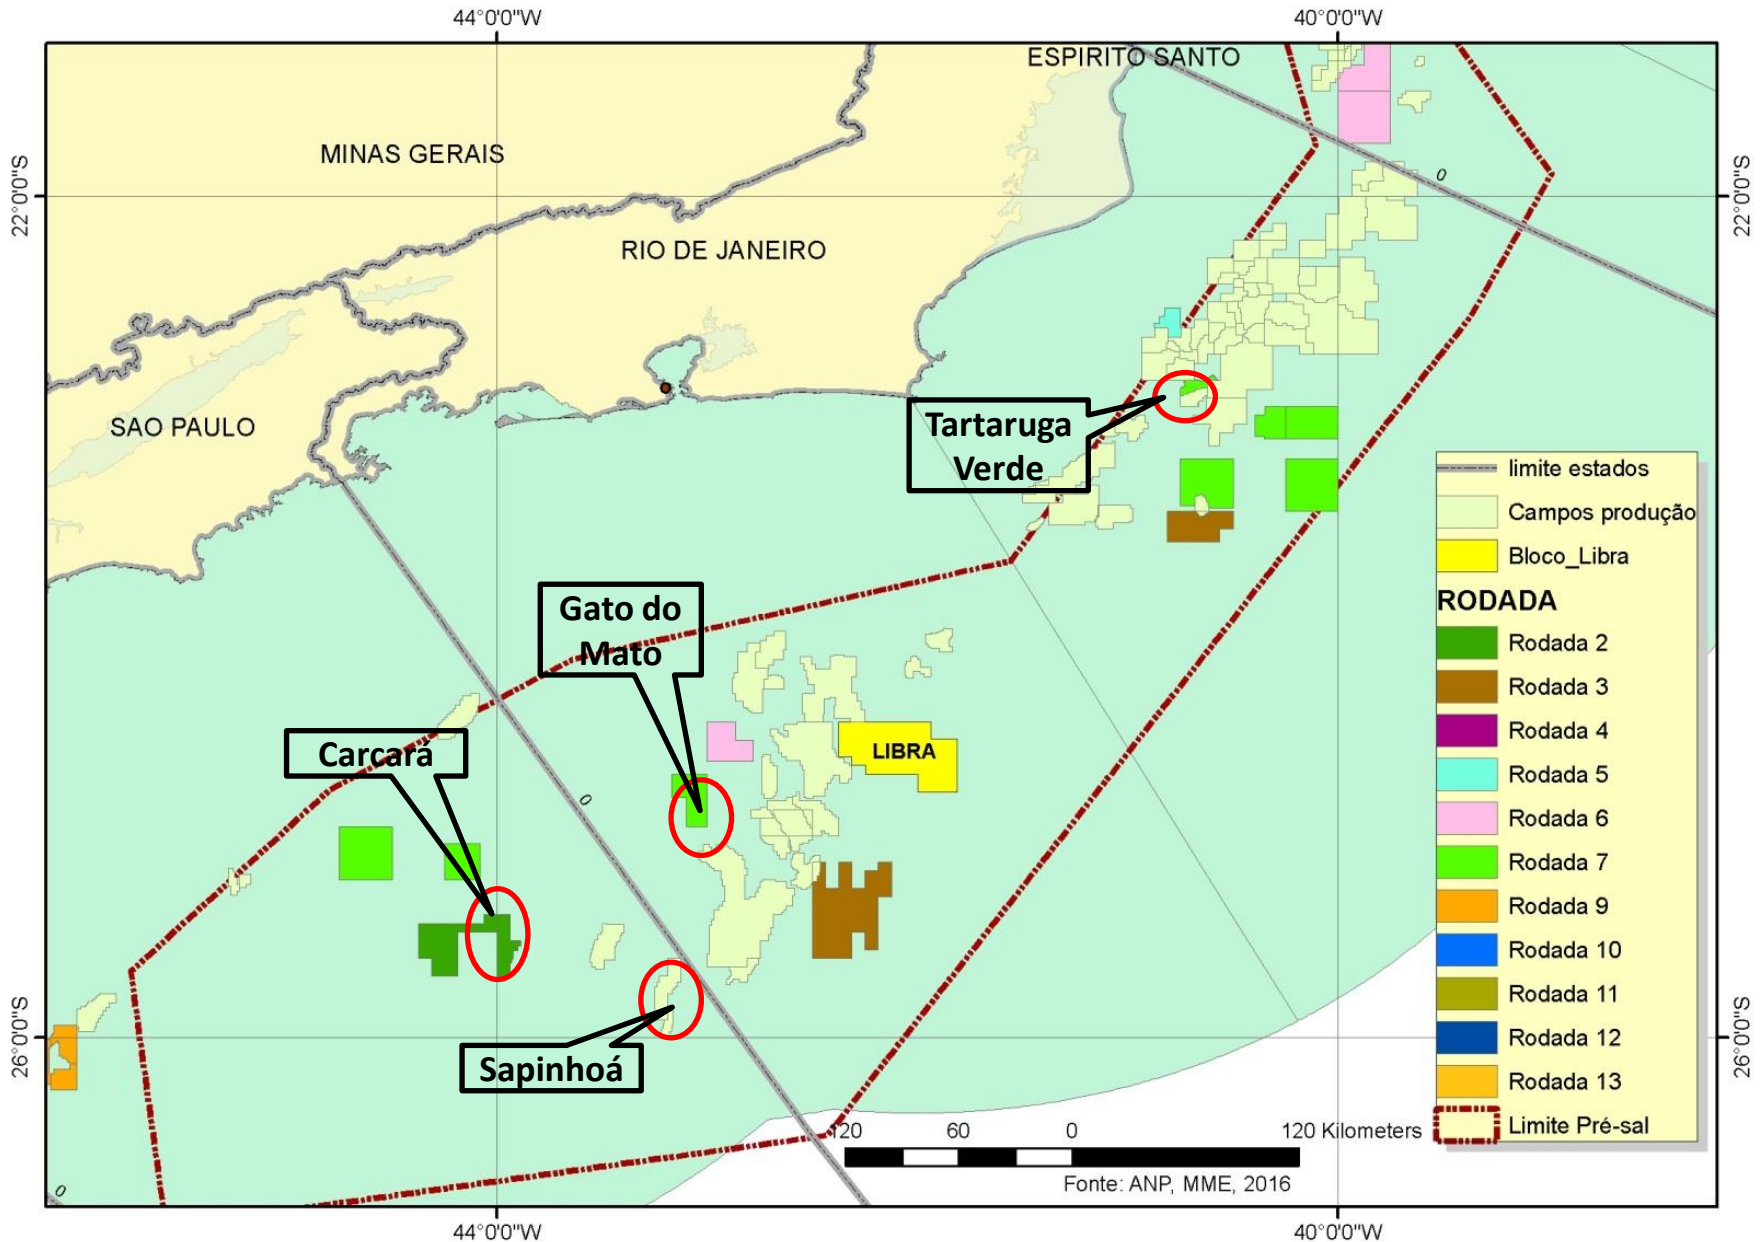 44°0'0"W
40°0'0"W
ESPIRITO SANTO
MINAS GERAIS
22°0'0"S
0
22°0'0"S
RIO DE JANEIRO
SAO PAULO
Tartaruga
Verde
limite estados
Campos produção
Bloco_Libra
RODADA
Rodada 2
Rodada 3
Rodada 4
Rodada 5
Rodada 6
Rodada 7
Rodada 9
Rodada 10
Rodada 11
Rodada 12
Rodada 13
Limite Pré-sal
Gato do
Mato
Carcará
LIBRA
0
Sapinhoá
26°0'0"S
26°0'0"S
120 60 0 120 Kilometers
Fonte: ANP, MME, 2016
0
44°0'0"W
40°0'0"W